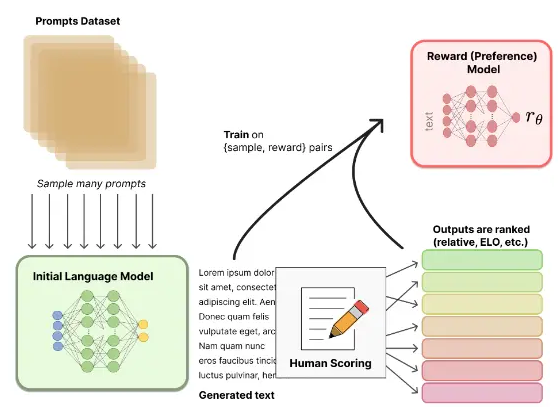 Prompts Dataset
Sample many prompts
Initial Language Model
Train on
{sample, reward} pairs
Reward (Preference)
Model
text
rθ
Lorem ipsum dolor
sit amet, consectet
adipiscing elit. Aen
Donec quam felis
vulputate eget, arc
Nam quam nunc
eros faucibus tincid
luctus pulvinar, her
Generated text
Human Scoring
Outputs are ranked
(relative, ELO, etc.)